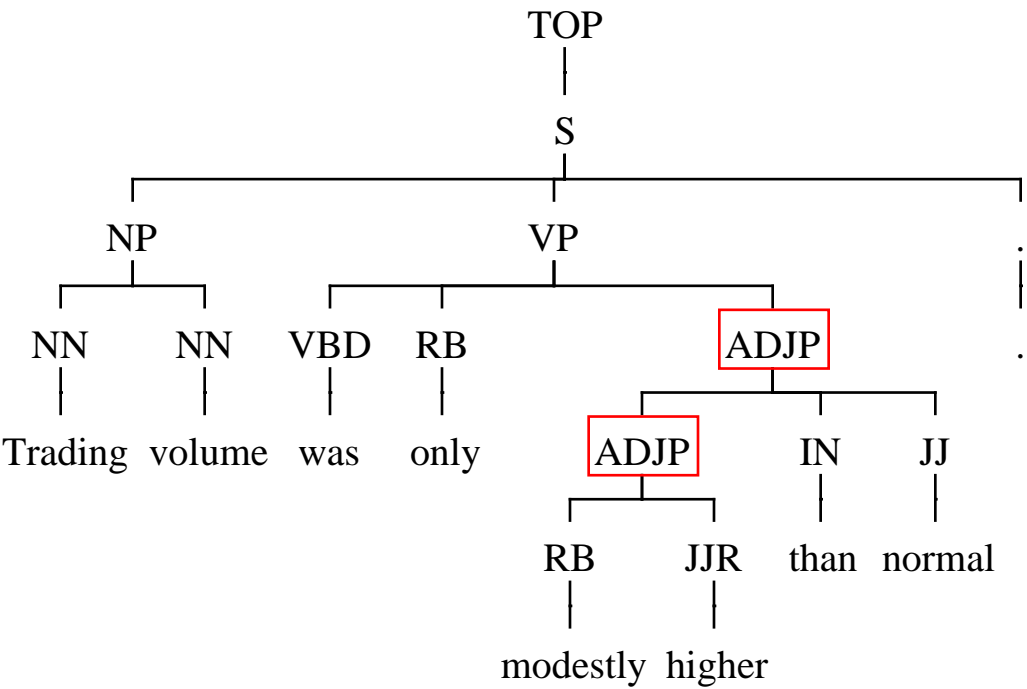 TOP
S
NP VP .
NN NN VBD RB ADJP .
Trading volume was only ADJP IN JJ
RB JJR than normal
modestly higher